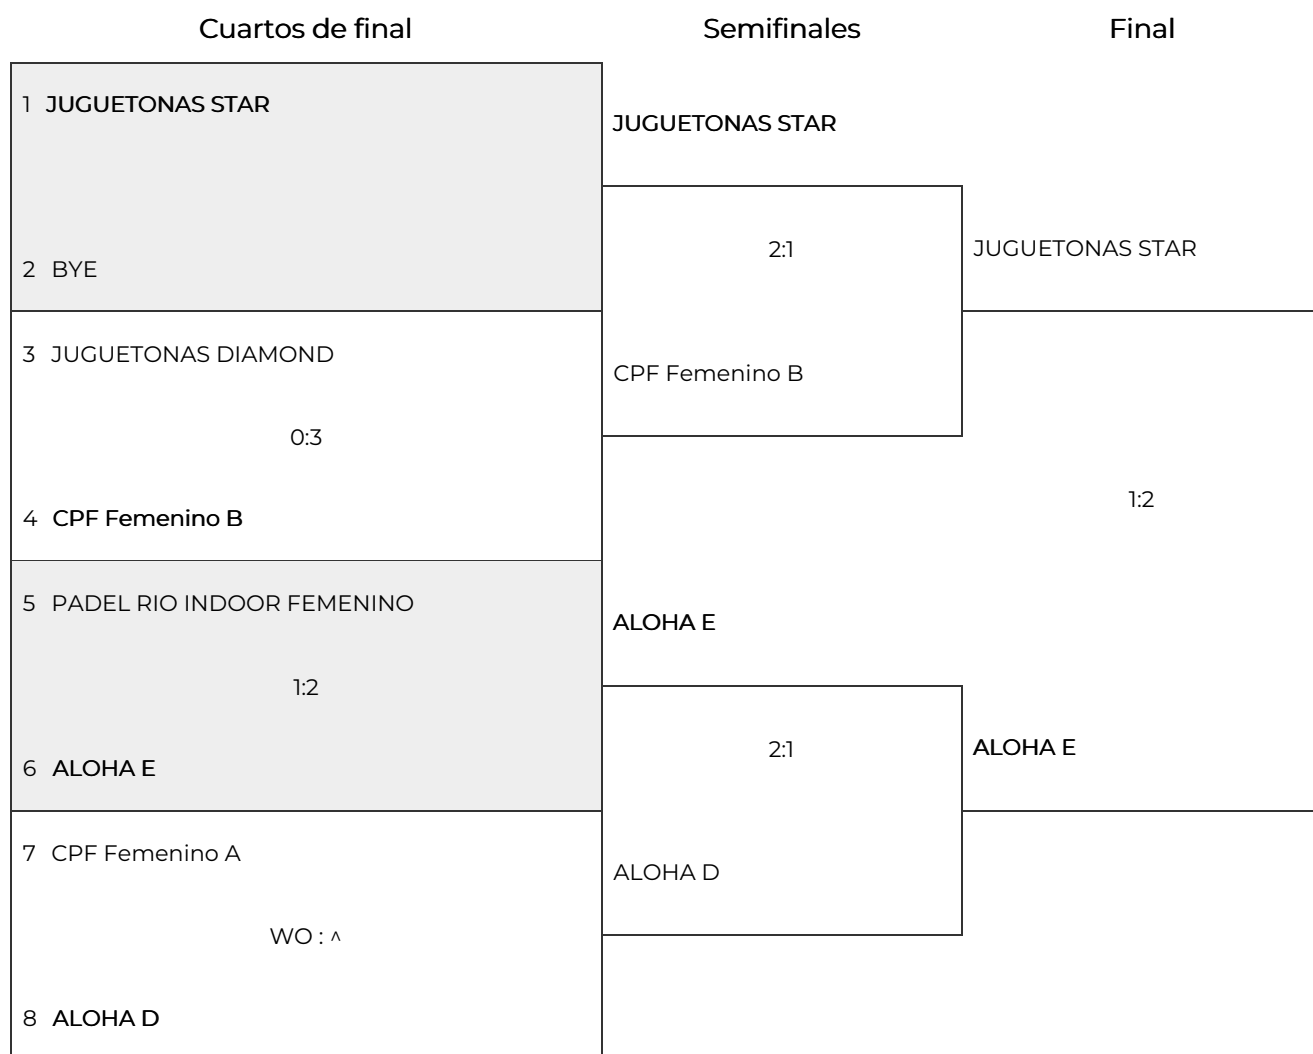 Cuartos de final
Semifinales
Final
1 JUGUETONAS STAR
2 BYE
3 JUGUETONAS DIAMOND
0:3
4 CPF Femenino B
5 PADEL RIO INDOOR FEMENINO
1:2
6 ALOHA E
7 CPF Femenino A
WO : ^
8 ALOHA D
JUGUETONAS STAR
2:1
CPF Femenino B
ALOHA E
2:1
ALOHA D
JUGUETONAS STAR
1:2
ALOHA E